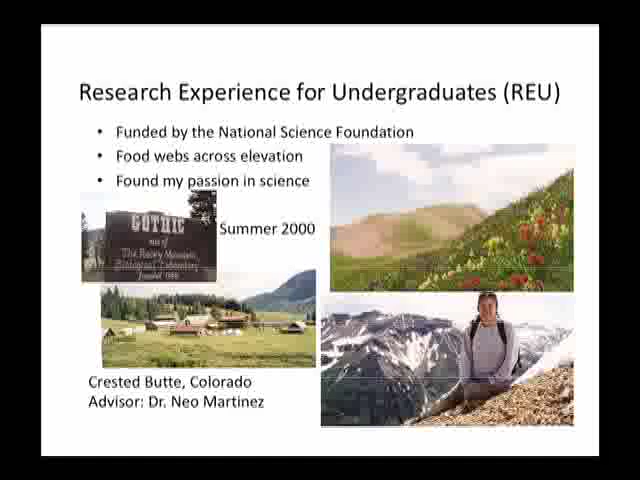 Research Experience for Undergraduates (REU)
• Funded by the National Science Foundation
• Food webs across elevation
• Found my passion in science
GOTHIC
The Rocky Mountain
Biological Laboratory
Summer 2000
Crested Butte, Colorado
Advisor: Dr. Neo Martinez